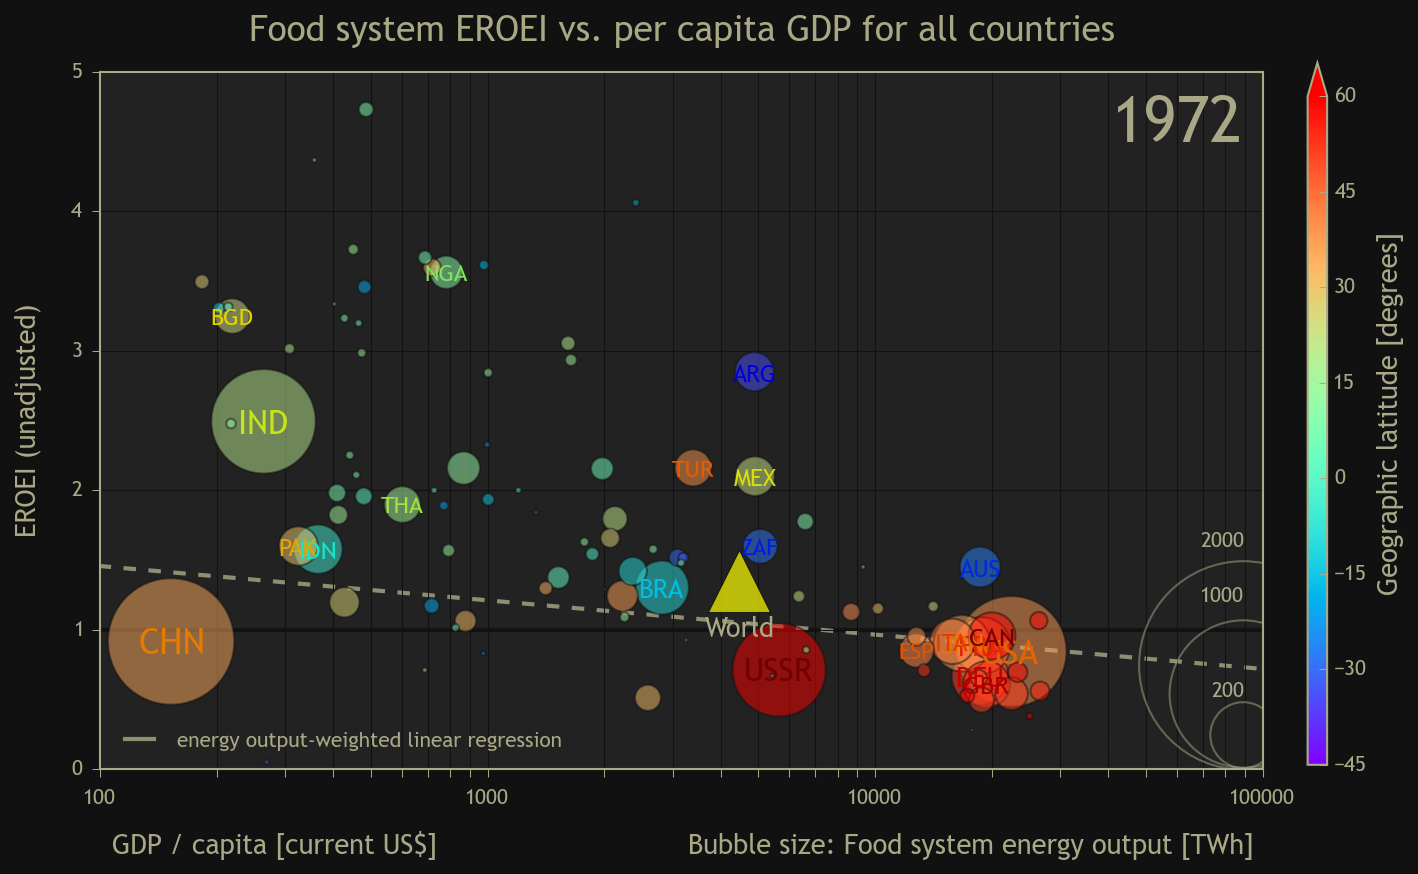 Food system EROEI vs. per capita GDP for all countries
1972
5
4
3
2
1
0
EROEI (unadjusted)
NGA
BGD
ARG
IND
TUR
MEX
THA
PAK
IDN
ZAF
BRA
AUS
World
CHN
USSR
ESP
ITA
CAN
USA
DEU
GBR
2000
1000
200
energy output-weighted linear regression
100
1000
10000
100000
GDP / capita [current US$]
Bubble size: Food system energy output [TWh]
60
45
30
15
0
−15
−30
−45
Geographic latitude [degrees]